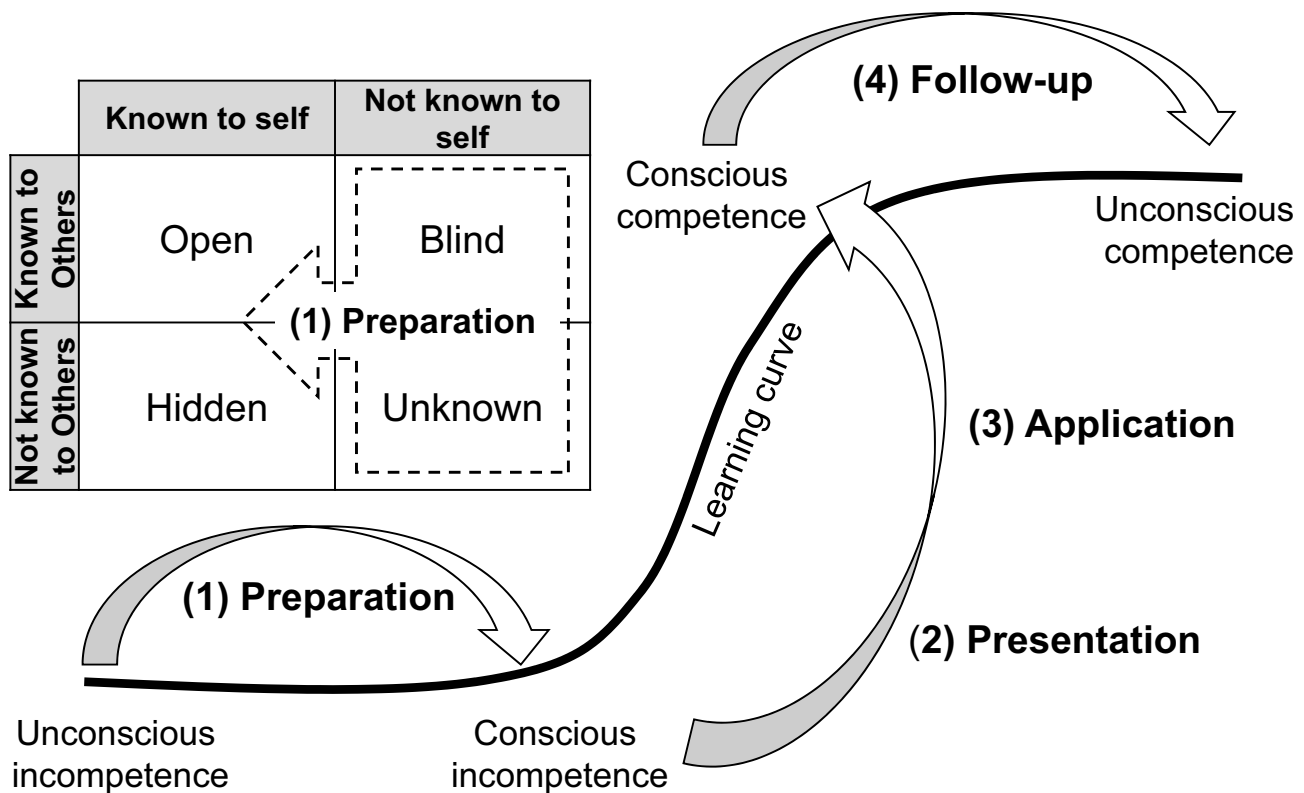 Known to self
Not known to
self
Known to
Others
Open
Blind
(1) Preparation
Not known
to Others
Hidden
Unknown
(4) Follow-up
Conscious
competence
Unconscious
competence
Learning curve
(3) Application
(1) Preparation
(2) Presentation
Unconscious
incompetence
Conscious
incompetence